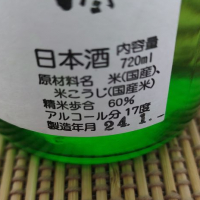 日本酒 内容量
720ml
原材料名 米(国産)、
米こうじ(国産米)
精米歩合 60%
アルコール分 17度
製造年月 24.1.